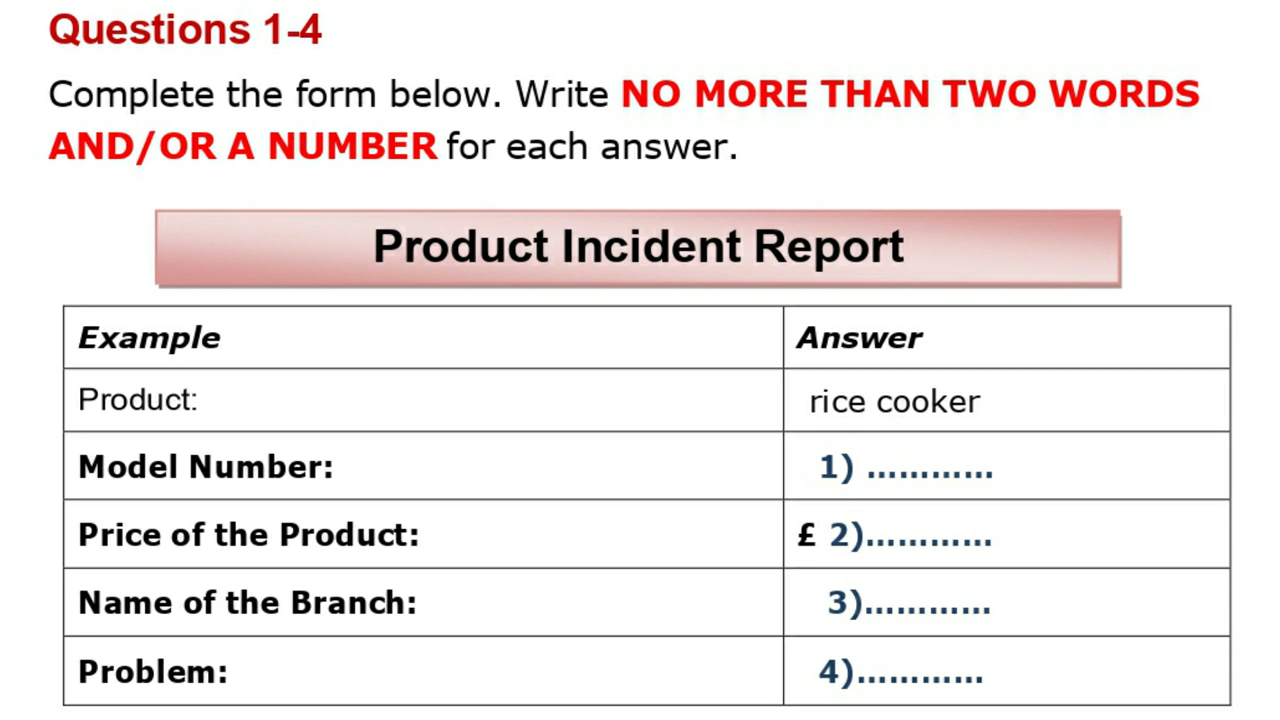 Questions 1-4
Complete the form below. Write NO MORE THAN TWO WORDS
AND/OR A NUMBER for each answer.
Product Incident Report
Example Answer
Product: rice cooker
Model Number: 1) …………
Price of the Product: £ 2)…………
Name of the Branch: 3)…………
Problem: 4)…………